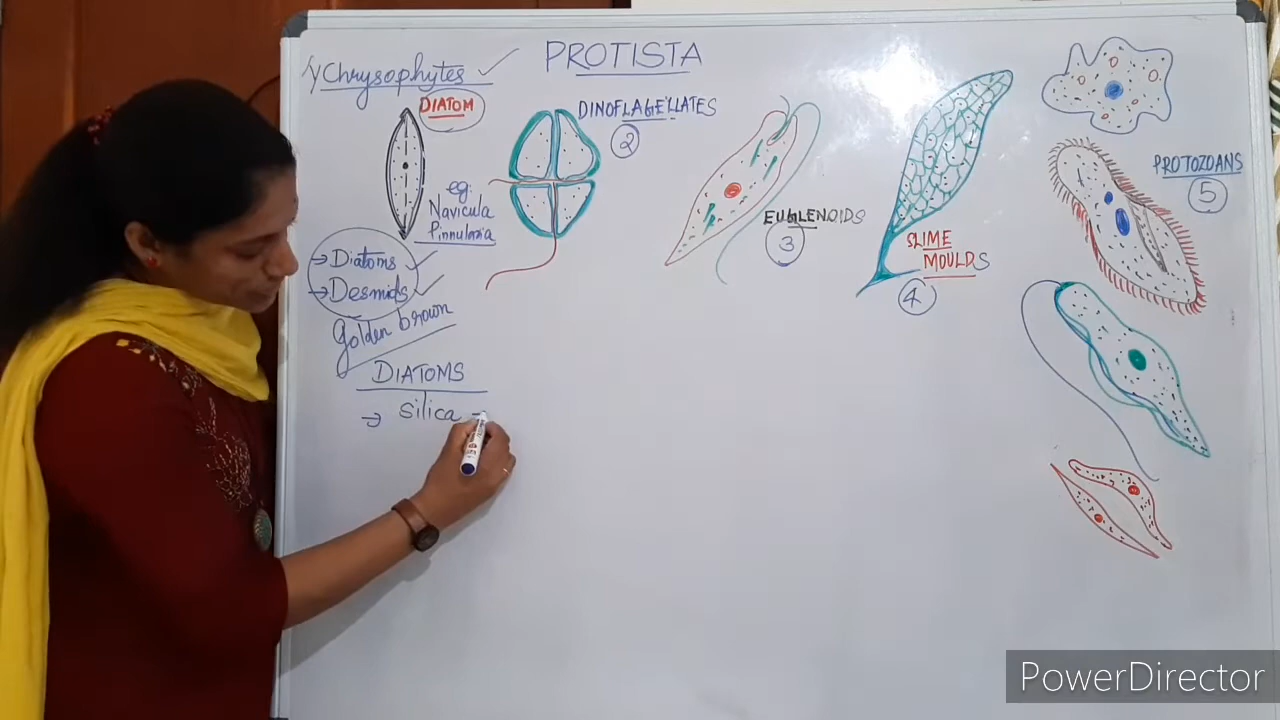 PROTISTA
1) Chrysophytes ✓
DIATOM
eg:
Navicula
Pinnularia
→ Diatoms ✓
→ Desmids ✓
Golden brown
DIATOMS
→ Silica -
DINOFLAGELLATES
2
EUGLENOIDS
3
SLIME
MOULDS
4
PROTOZOANS
5
PowerDirector